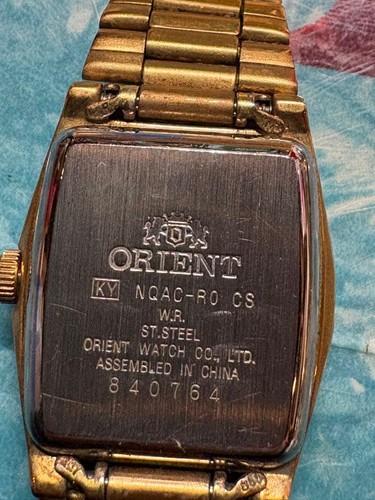 ORIENT
KY NQAC-R0 CS
W.R.
ST.STEEL
ORIENT WATCH CO., LTD.
ASSEMBLED IN CHINA
840764